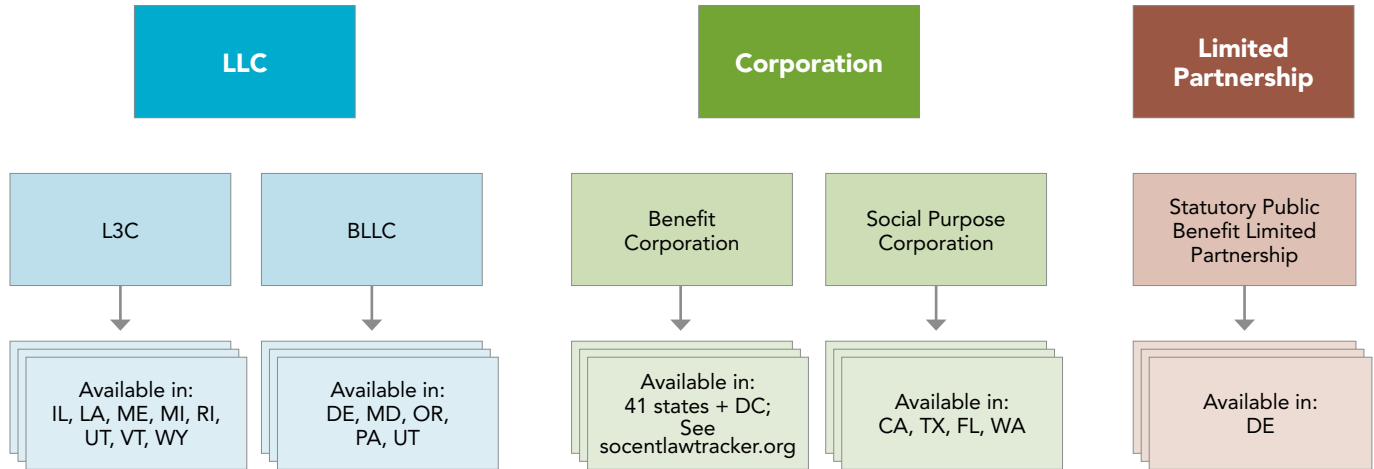 LLC
Corporation
Limited
Partnership
L3C
BLLC
Benefit
Corporation
Social Purpose
Corporation
Statutory Public
Benefit Limited
Partnership
Available in:
IL, LA, ME, MI, RI,
UT, VT, WY
Available in:
DE, MD, OR,
PA, UT
Available in:
41 states + DC;
See
socentlawtracker.org
Available in:
CA, TX, FL, WA
Available in:
DE